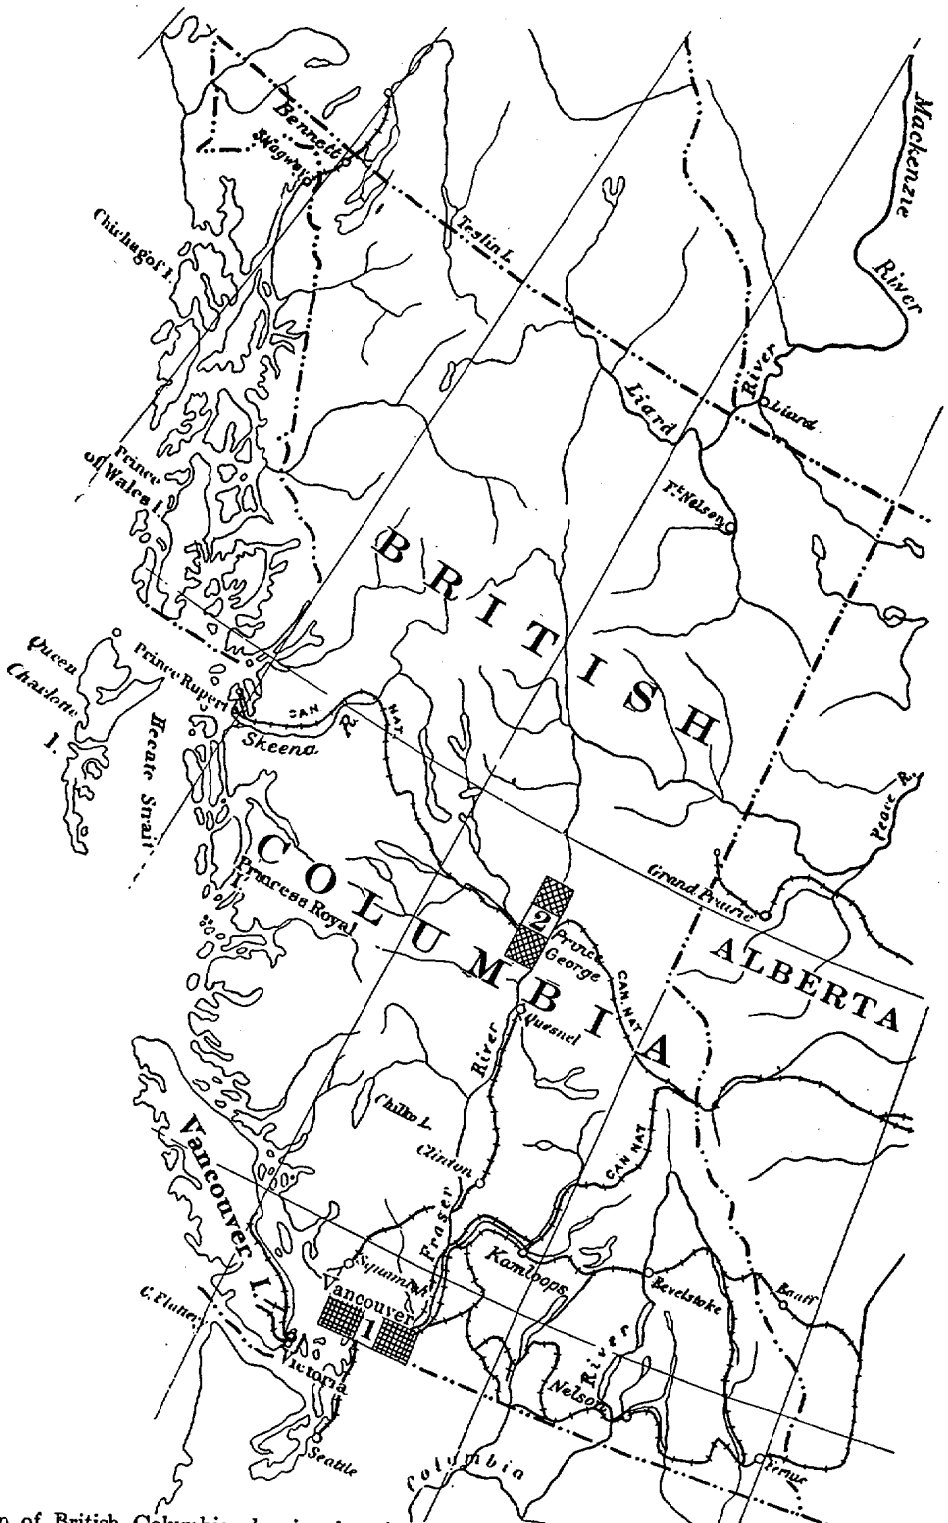 Mackenzie
River
Bennett
Skagway
Chichagof I.
Teslin L.
River
Liard
Liard
Prince
of Wales I.
Ft Nelson
BRITISH
Queen
Charlotte
I.
Prince Rupert
CAN
NAT.
R.
Skeena
Hecate Strait
Peace R.
COLUMBIA
Princess Royal
I.
Grand Prairie
2
Prince
George
ALBERTA
CAN. NAT
Quesnel
River
Chilko L.
Clinton
CAN NAT
Vancouver
I.
Fraser
Kamloops
Squamish
Revelstoke
Banff
C. Flattery
Vancouver
1
Victoria
River
Nelson
Seattle
Columbia
Fernie
of British Columbia